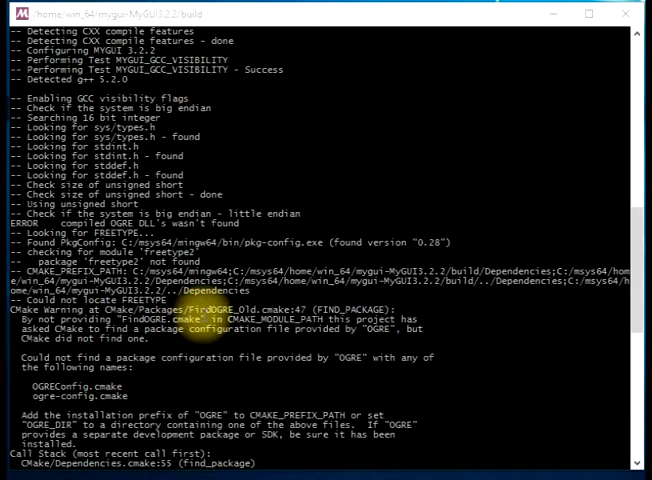 /home/win_64/mygui-MyGUI3.2.2/build
-- Detecting CXX compile features
-- Detecting CXX compile features - done
-- Configuring MYGUI 3.2.2
-- Performing Test MYGUI_GCC_VISIBILITY
-- Performing Test MYGUI_GCC_VISIBILITY - Success
-- Detected g++ 5.2.0
-- Enabling GCC visibility flags
-- Check if the system is big endian
-- Searching 16 bit integer
-- Looking for sys/types.h
-- Looking for sys/types.h - found
-- Looking for stdint.h
-- Looking for stdint.h - found
-- Looking for stddef.h
-- Looking for stddef.h - found
-- Check size of unsigned short
-- Check size of unsigned short - done
-- Using unsigned short
-- Check if the system is big endian - little endian
ERROR   compiled OGRE DLL's wasn't found
-- Looking for FREETYPE...
-- Found PkgConfig: C:/msys64/mingw64/bin/pkg-config.exe (found version "0.28")
-- checking for module 'freetype2'
--   package 'freetype2' not found
-- CMAKE_PREFIX_PATH: C:/msys64/mingw64;C:/msys64/home/win_64/mygui-MyGUI3.2.2/build/Dependencies;C:/msys64/hom
e/win_64/mygui-MyGUI3.2.2/Dependencies;C:/msys64/home/win_64/mygui-MyGUI3.2.2/build/../Dependencies;C:/msys64/home/w
in_64/mygui-MyGUI3.2.2/../Dependencies
-- Could not locate FREETYPE
CMake Warning at CMake/Packages/FindOGRE_Old.cmake:47 (FIND_PACKAGE):
By not providing "FindOGRE.cmake" in CMAKE_MODULE_PATH this project has
asked CMake to find a package configuration file provided by "OGRE", but
CMake did not find one.
Could not find a package configuration file provided by "OGRE" with any of
the following names:
OGREConfig.cmake
ogre-config.cmake
Add the installation prefix of "OGRE" to CMAKE_PREFIX_PATH or set
"OGRE_DIR" to a directory containing one of the above files.  If "OGRE"
provides a separate development package or SDK, be sure it has been
installed.
Call Stack (most recent call first):
CMake/Dependencies.cmake:55 (find_package)